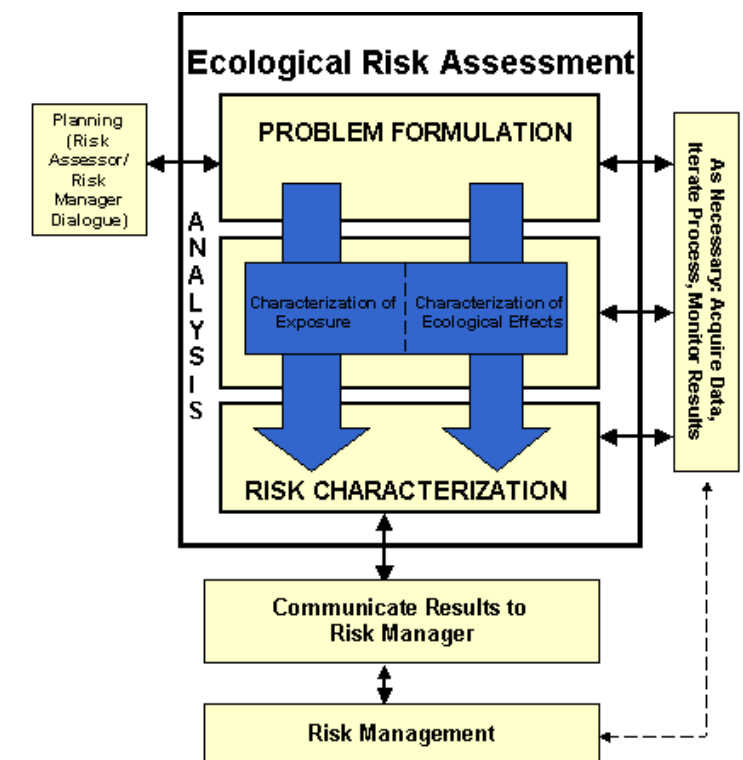 Ecological Risk Assessment
Planning
(Risk
Assessor/
Risk
Manager
Dialogue)
PROBLEM FORMULATION
As Necessary: Acquire Data,
Iterate Process, Monitor Results
ANALYSIS
Characterization of
Exposure
Characterization of
Ecological Effects
RISK CHARACTERIZATION
Communicate Results to
Risk Manager
Risk Management